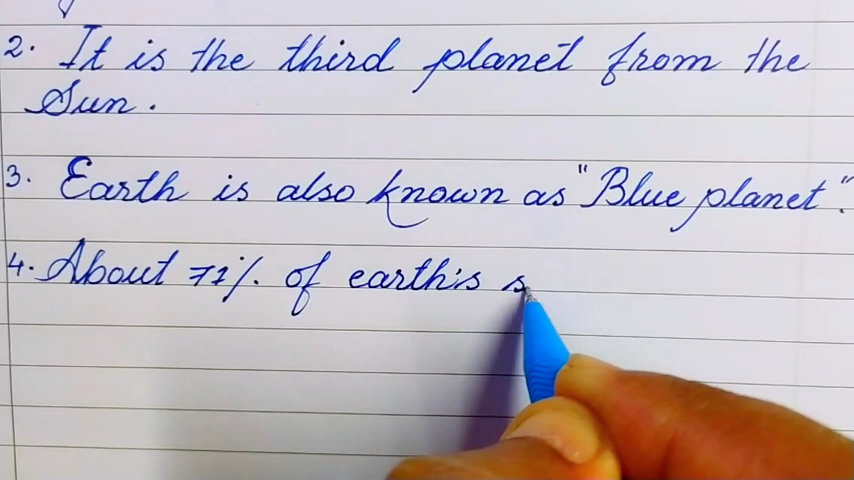 2. It is the third planet from the
Sun.
3. Earth is also known as "Blue planet".
4. About 71% of earth's s